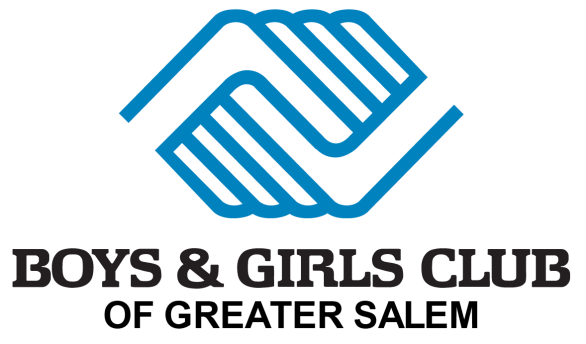 BOYS & GIRLS CLUB
OF GREATER SALEM